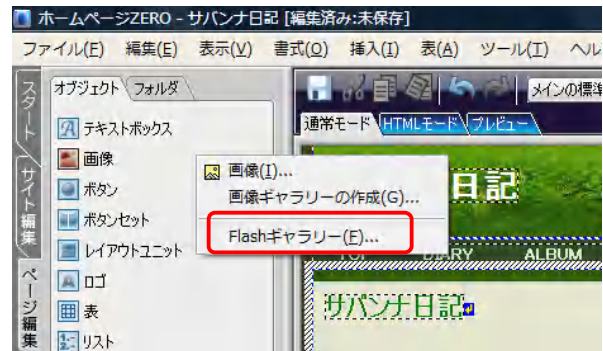 ホームページZERO - サバンナ日記 [編集済み:未保存]
ファイル(F) 編集(E) 表示(V) 書式(O) 挿入(I) 表(A) ツール(T) ヘル
スタート
サイト編集
ページ編集
オブジェクト フォルダ
テキストボックス
画像
ボタン
ボタンセット
レイアウトユニット
ロゴ
表
リスト
メインの標準
通常モード HTMLモード プレビュー
日記
画像(I)...
画像ギャラリーの作成(G)...
Flashギャラリー(F)...
TOP DIARY ALBUM
サバンナ日記